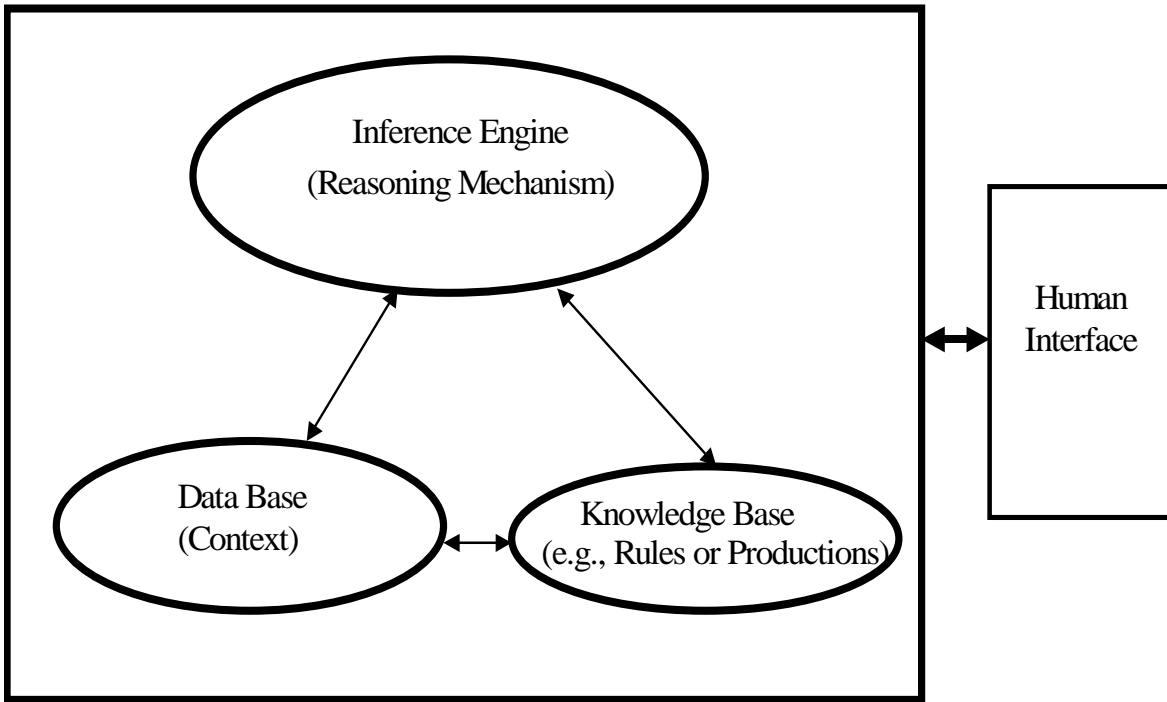 Inference Engine
(Reasoning Mechanism)
Human
Interface
Data Base
(Context)
Knowledge Base
(e.g., Rules or Productions)